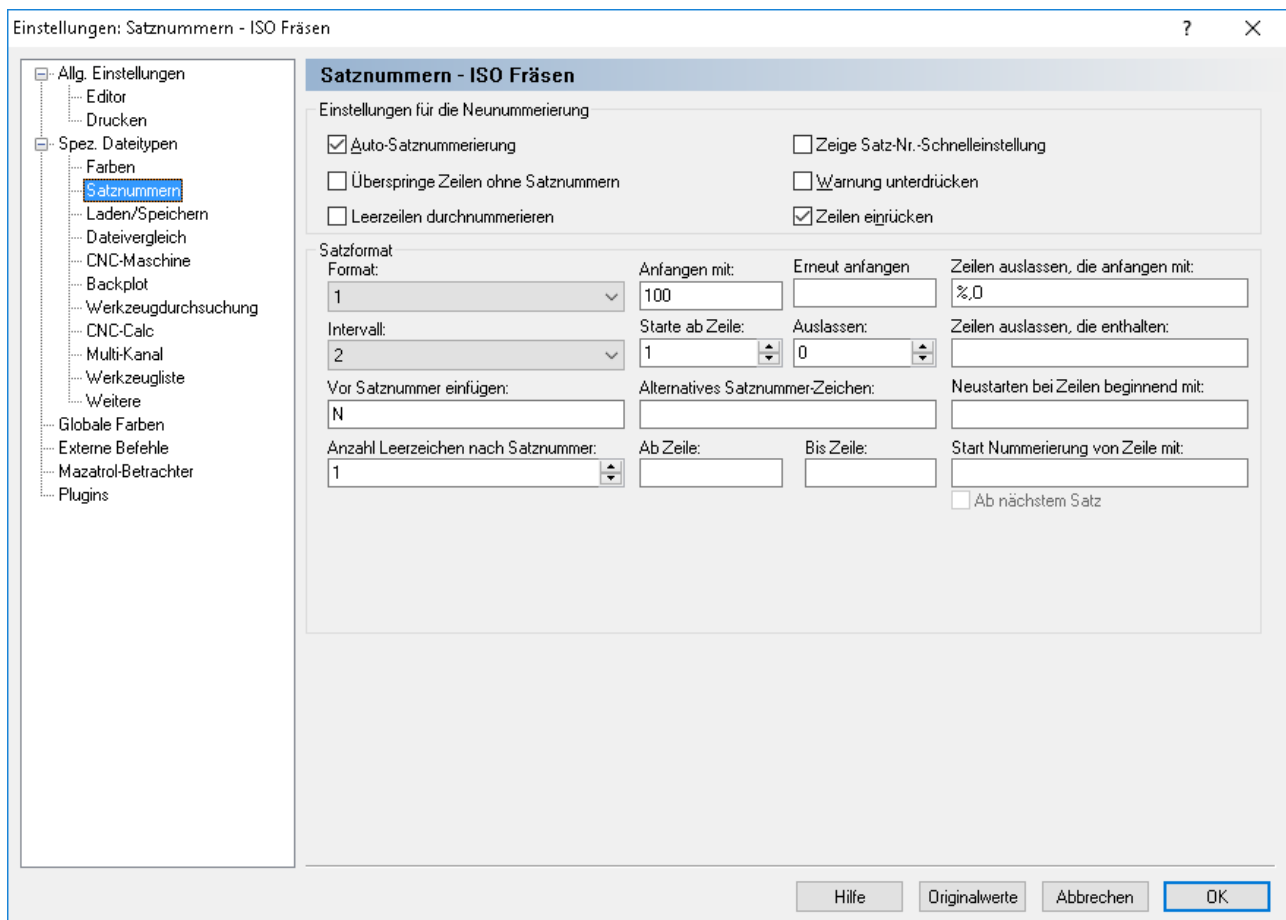 Einstellungen: Satznummern - ISO Fräsen
?
Allg. Einstellungen
Editor
Drucken
Spez. Dateitypen
Farben
Satznummern
Laden/Speichern
Dateivergleich
CNC-Maschine
Backplot
Werkzeugdurchsuchung
CNC-Calc
Multi-Kanal
Werkzeugliste
Weitere
Globale Farben
Externe Befehle
Mazatrol-Betrachter
Plugins
Satznummern - ISO Fräsen
Einstellungen für die Neunummerierung
Auto-Satznummerierung
Zeige Satz-Nr.-Schnelleinstellung
Überspringe Zeilen ohne Satznummern
Warnung unterdrücken
Leerzeilen durchnummerieren
Zeilen einrücken
Satzformat
Format:
Anfangen mit:
Erneut anfangen
Zeilen auslassen, die anfangen mit:
1
100
%,O
Intervall:
Starte ab Zeile:
Auslassen:
Zeilen auslassen, die enthalten:
2
1
0
Vor Satznummer einfügen:
Alternatives Satznummer-Zeichen:
Neustarten bei Zeilen beginnend mit:
N
Anzahl Leerzeichen nach Satznummer:
Ab Zeile:
Bis Zeile:
Start Nummerierung von Zeile mit:
1
Ab nächstem Satz
Hilfe
Originalwerte
Abbrechen
OK